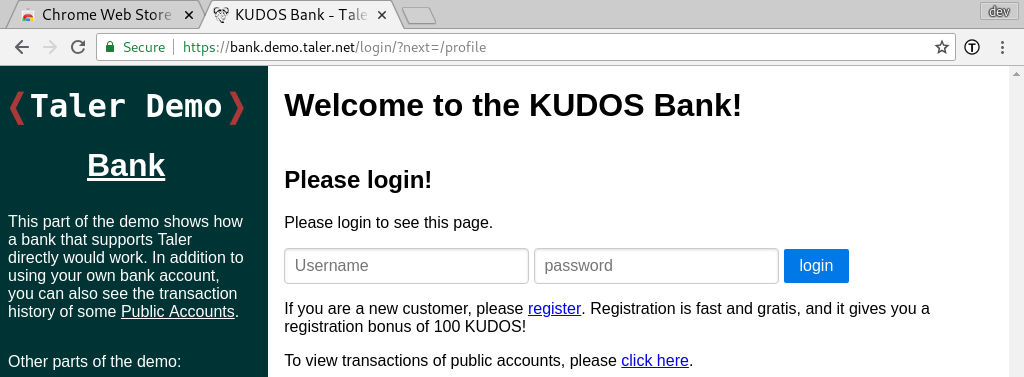 Chrome Web Store
KUDOS Bank - Tale
dev
Secure
https://bank.demo.taler.net/login/?next=/profile
❬Taler Demo❭
Bank
This part of the demo shows how
a bank that supports Taler
directly would work. In addition to
using your own bank account,
you can also see the transaction
history of some Public Accounts.
Other parts of the demo:
Welcome to the KUDOS Bank!
Please login!
Please login to see this page.
Username
password
login
If you are a new customer, please register. Registration is fast and gratis, and it gives you a
registration bonus of 100 KUDOS!
To view transactions of public accounts, please click here.